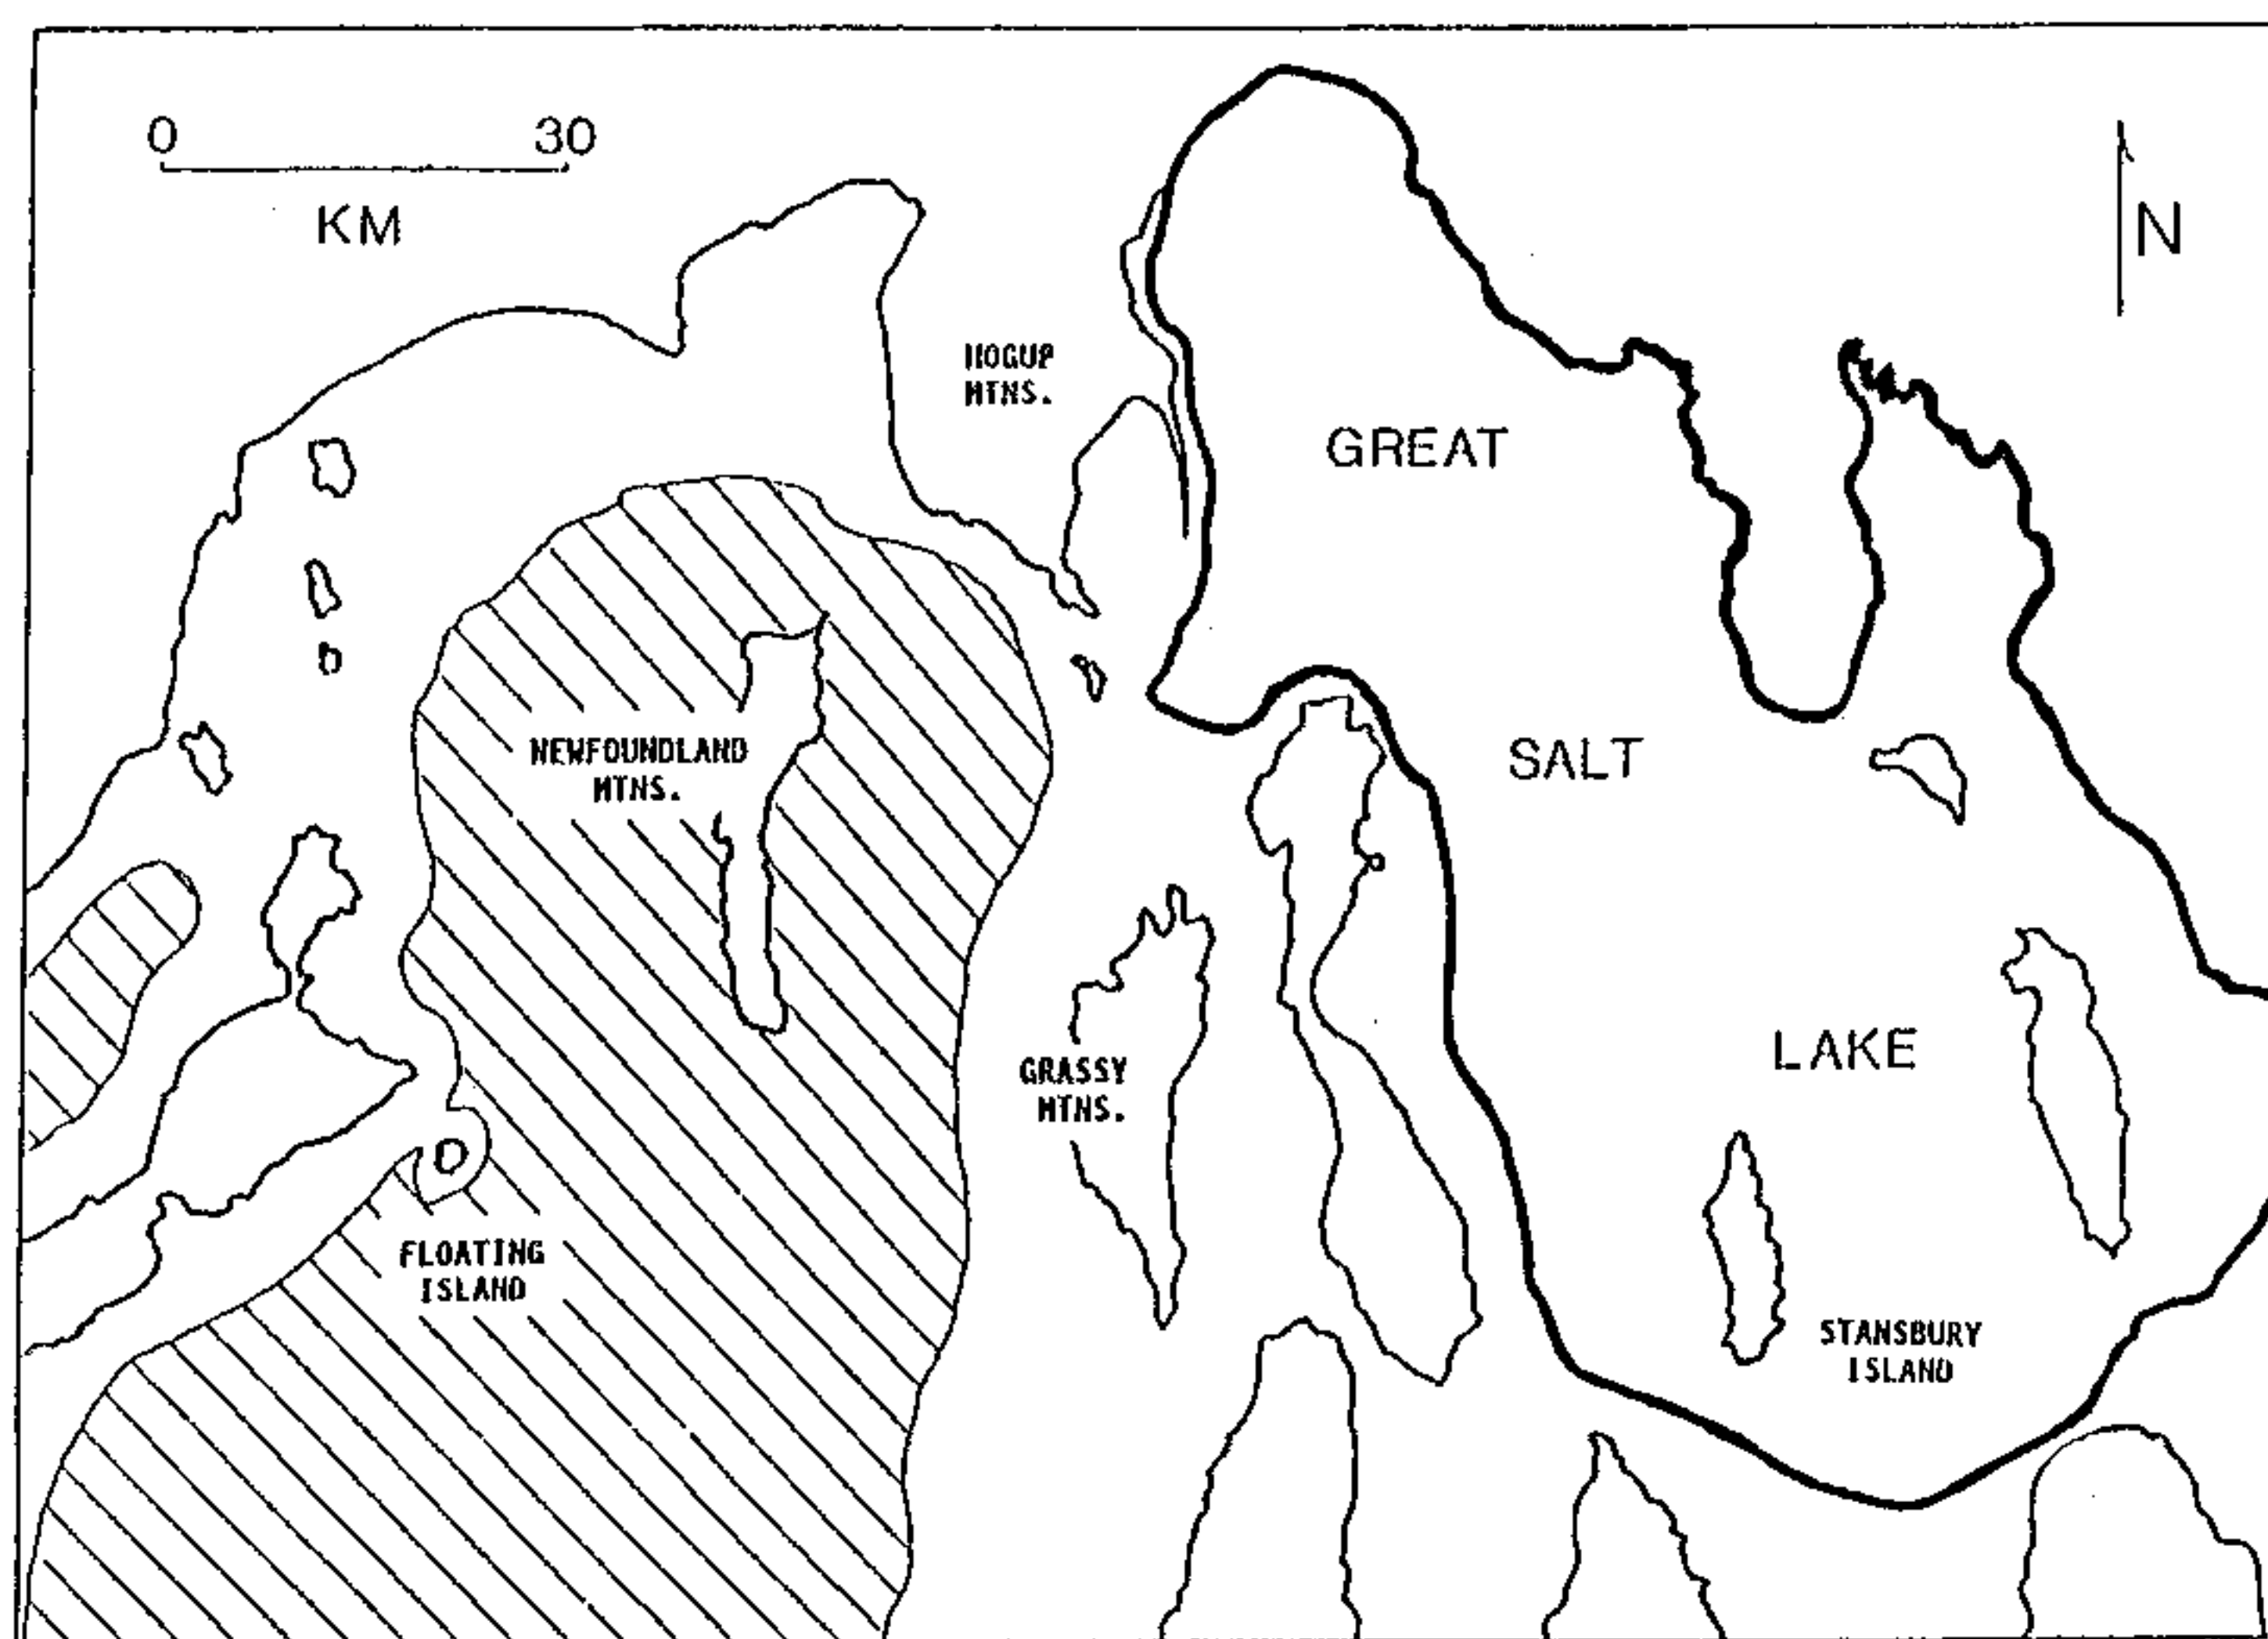 0 30
KM
N
HOGUP
MTNS.
GREAT
SALT
LAKE
NEWFOUNDLAND
MTNS.
GRASSY
MTNS.
FLOATING
ISLAND
STANSBURY
ISLAND